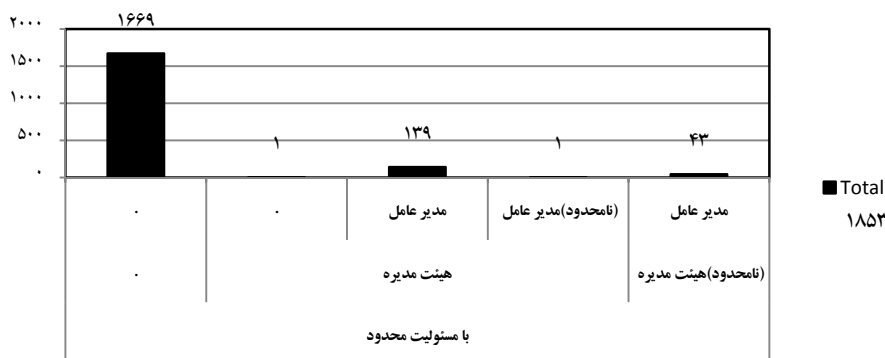 ۲۰۰۰
۱۵۰۰
۱۰۰۰
۵۰۰
۰
۱۶۶۹
۱
۱۳۹
۱
۴۳
۰
۰
مدیر عامل
(نامحدود)مدیر عامل
مدیر عامل
۰
هیئت مدیره
(نامحدود)هیئت مدیره
با مسئولیت محدود
Total
۱۸۵۳